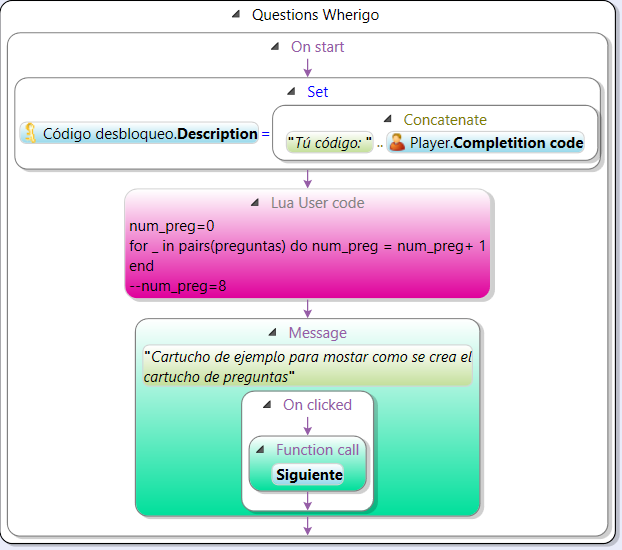 Questions Wherigo
On start
Set
Concatenate
Código desbloqueo.Description = "Tú código: " .. Player.Completition code
Lua User code
num_preg=0
for _ in pairs(preguntas) do num_preg = num_preg+ 1
end
--num_preg=8
Message
"Cartucho de ejemplo para mostar como se crea el
cartucho de preguntas"
On clicked
Function call
Siguiente